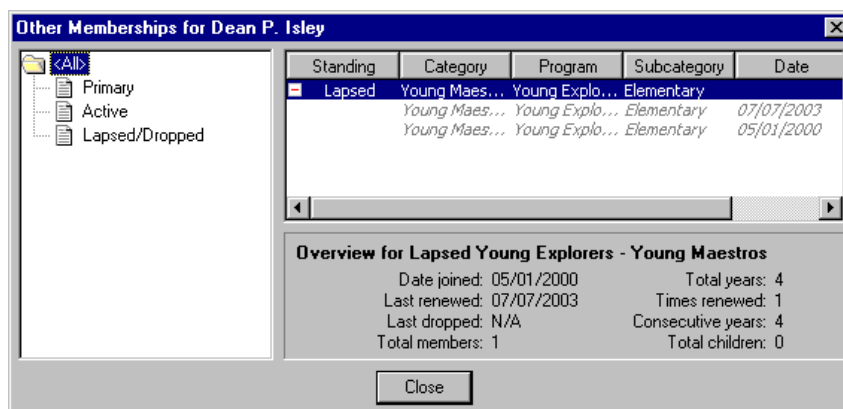 Other Memberships for Dean P. Isley
<All>
Primary
Active
Lapsed/Dropped
Standing Category Program Subcategory Date
Lapsed Young Maes... Young Explo... Elementary
Young Maes... Young Explo... Elementary 07/07/2003
Young Maes... Young Explo... Elementary 05/01/2000
Overview for Lapsed Young Explorers - Young Maestros
Date joined: 05/01/2000 Total years: 4
Last renewed: 07/07/2003 Times renewed: 1
Last dropped: N/A Consecutive years: 4
Total members: 1 Total children: 0
Close